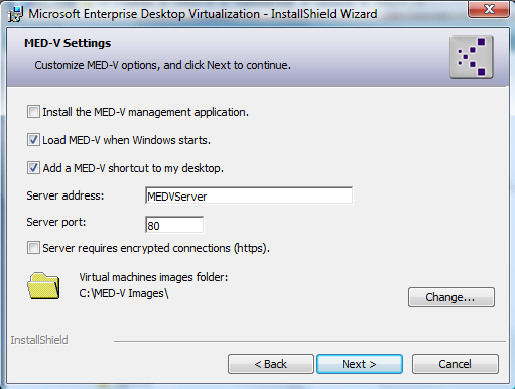 Microsoft Enterprise Desktop Virtualization - InstallShield Wizard
MED-V Settings
Customize MED-V options, and click Next to continue.
Install the MED-V management application.
Load MED-V when Windows starts.
Add a MED-V shortcut to my desktop.
Server address: MEDVServer
Server port: 80
Server requires encrypted connections (https).
Virtual machines images folder:
C:\MED-V Images\
Change...
InstallShield
< Back Next > Cancel